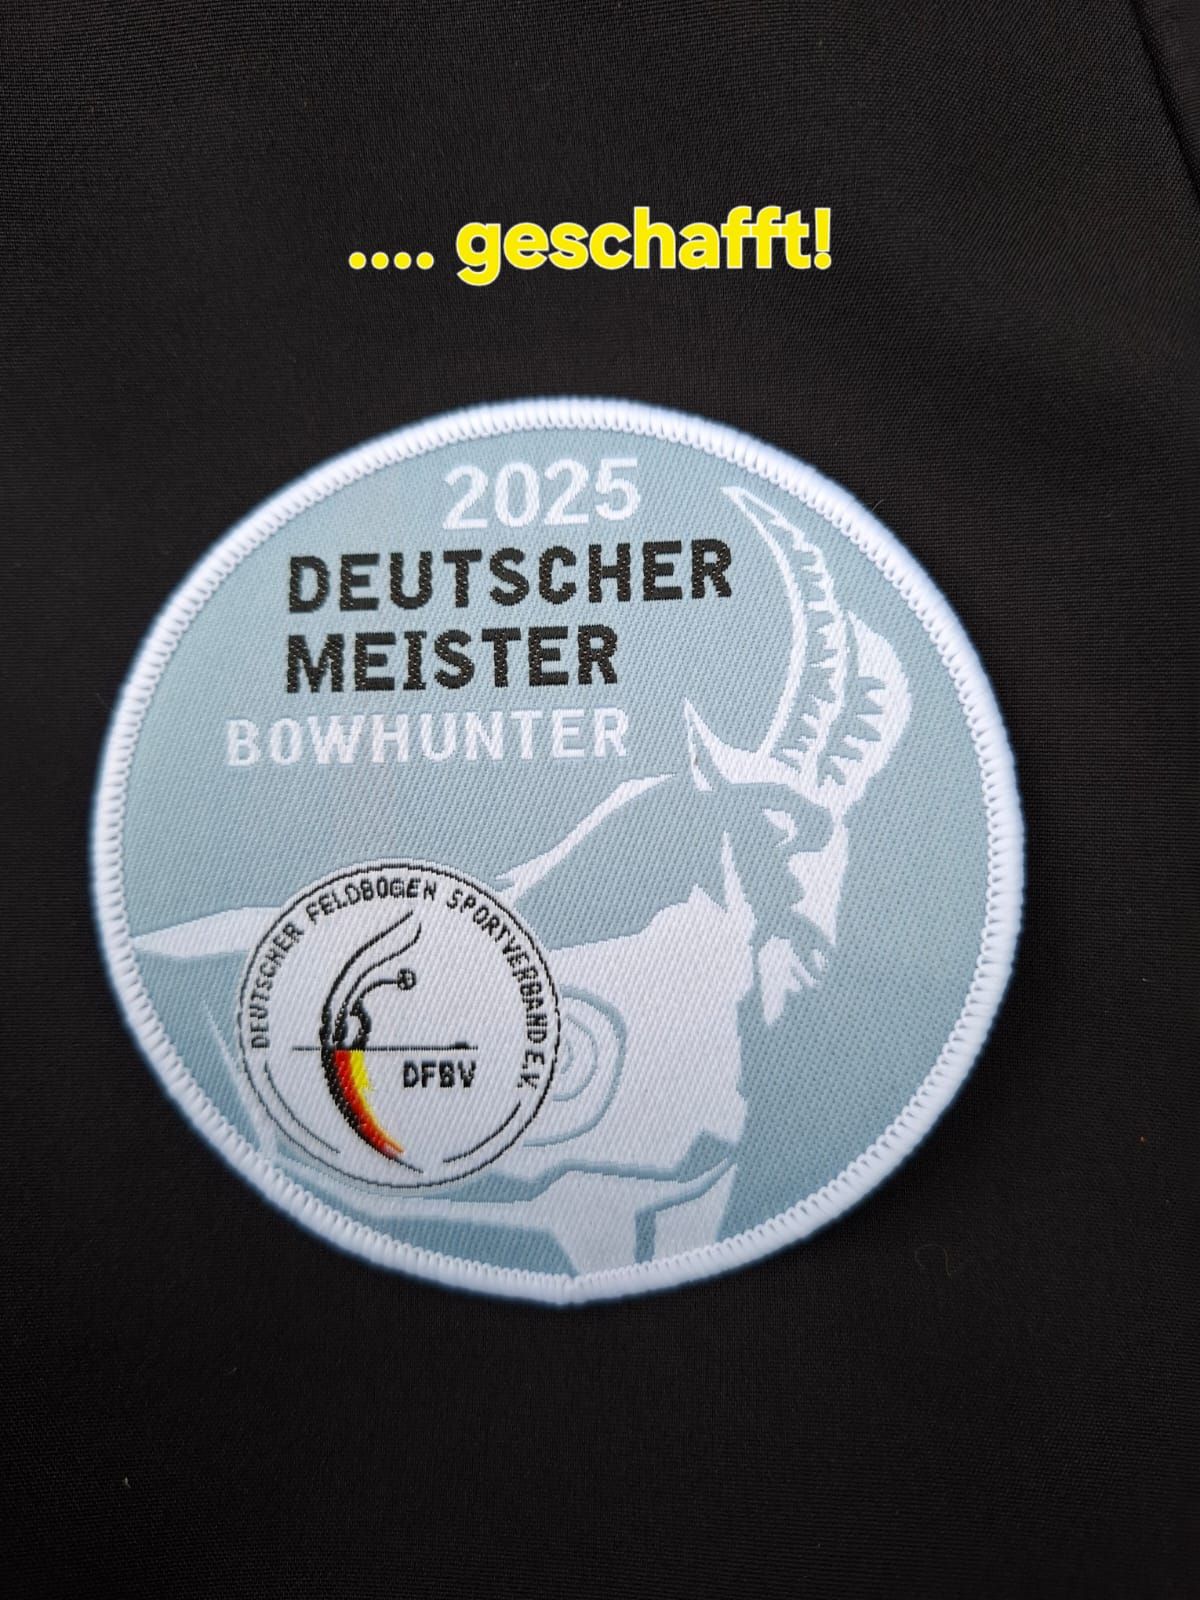 .... geschafft!
2025
DEUTSCHER
MEISTER
BOWHUNTER
DEUTSCHER FELDBOGEN SPORTVERBAND E.V.
DFBV